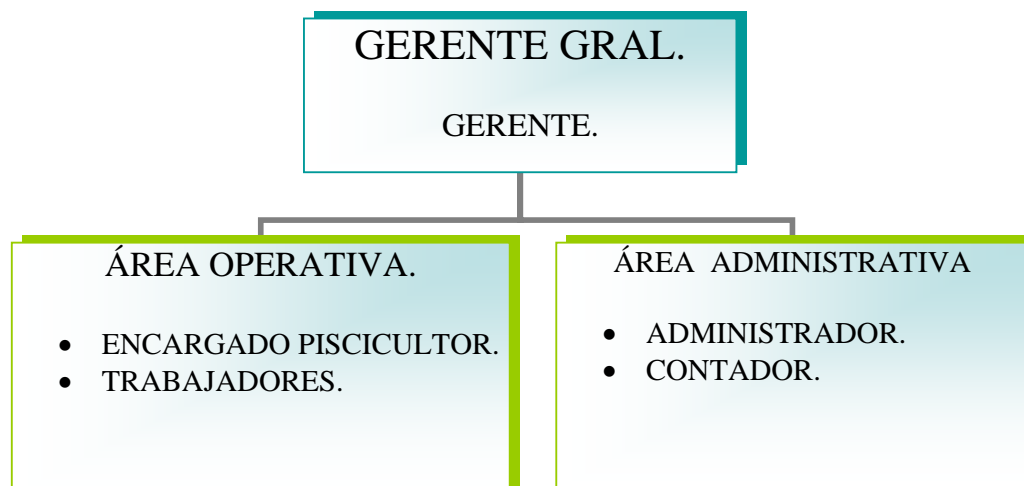 GERENTE GRAL.
GERENTE.
ÁREA OPERATIVA.
• ENCARGADO PISCICULTOR.
• TRABAJADORES.
ÁREA ADMINISTRATIVA
• ADMINISTRADOR.
• CONTADOR.